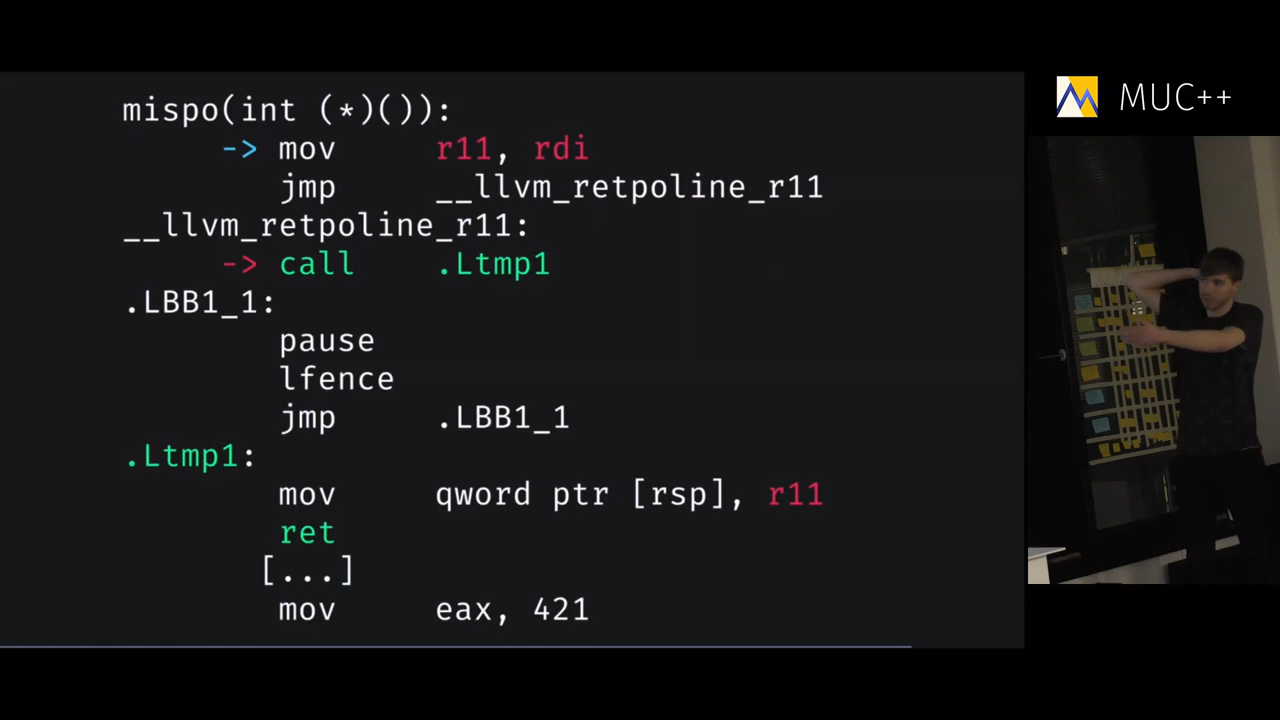 mispo(int (*)()):
-> mov r11, rdi
jmp __llvm_retpoline_r11
__llvm_retpoline_r11:
-> call .Ltmp1
.LBB1_1:
pause
lfence
jmp .LBB1_1
.Ltmp1:
mov qword ptr [rsp], r11
ret
[...]
mov eax, 421
MUC++